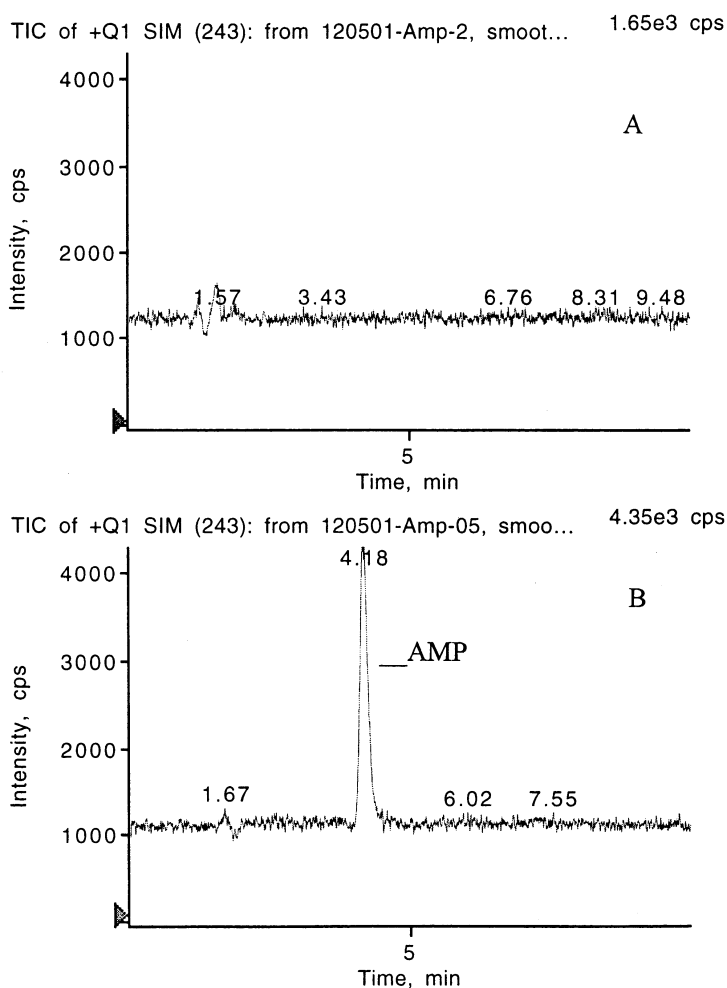 TIC of +Q1 SIM (243): from 120501-Amp-2, smoot... 1.65e3 cps
4000
A
3000
Intensity, cps
2000
1.57 3.43 6.76 8.31 9.48
1000
5
Time, min
TIC of +Q1 SIM (243): from 120501-Amp-05, smoo... 4.35e3 cps
4.18
4000
B
AMP
3000
Intensity, cps
2000
1.67 6.02 7.55
1000
5
Time, min